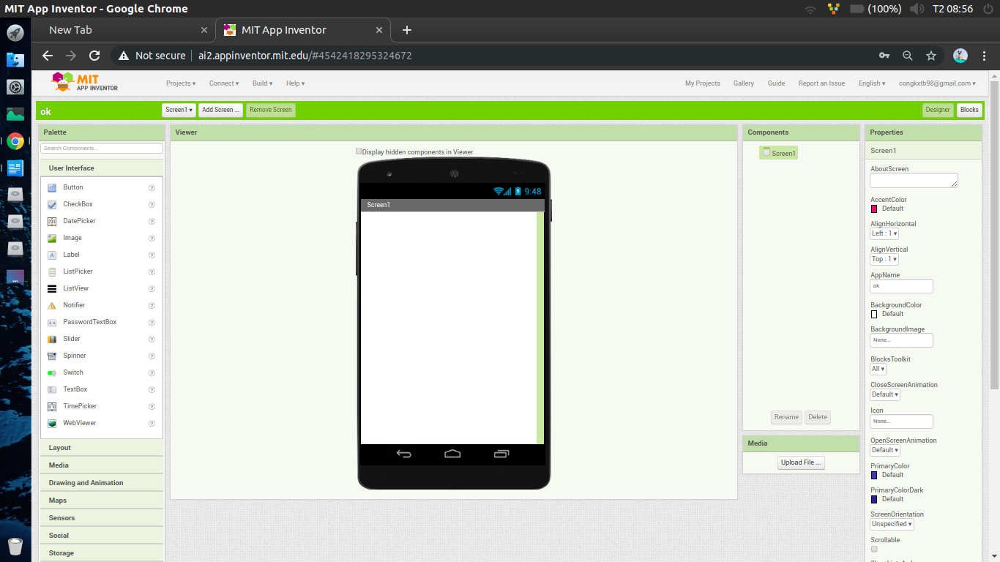 MIT App Inventor - Google Chrome
(100%)
T2 08:56
New Tab
MIT App Inventor
Not secure
ai2.appinventor.mit.edu/#4542418295324672
MIT
APP INVENTOR
Projects
Connect
Build
Help
My Projects
Gallery
Guide
Report an Issue
English
congkxtb98@gmail.com
ok
Screen1
Add Screen ...
Remove Screen
Designer
Blocks
Palette
Search Components...
User Interface
Button
CheckBox
DatePicker
Image
Label
ListPicker
ListView
Notifier
PasswordTextBox
Slider
Spinner
Switch
TextBox
TimePicker
WebViewer
Layout
Media
Drawing and Animation
Maps
Sensors
Social
Storage
Viewer
Display hidden components in Viewer
9:48
Screen1
Components
Screen1
Rename
Delete
Media
Upload File ...
Properties
Screen1
AboutScreen
AccentColor
Default
AlignHorizontal
Left : 1
AlignVertical
Top : 1
AppName
ok
BackgroundColor
Default
BackgroundImage
None...
BlocksToolkit
All
CloseScreenAnimation
Default
Icon
None...
OpenScreenAnimation
Default
PrimaryColor
Default
PrimaryColorDark
Default
ScreenOrientation
Unspecified
Scrollable